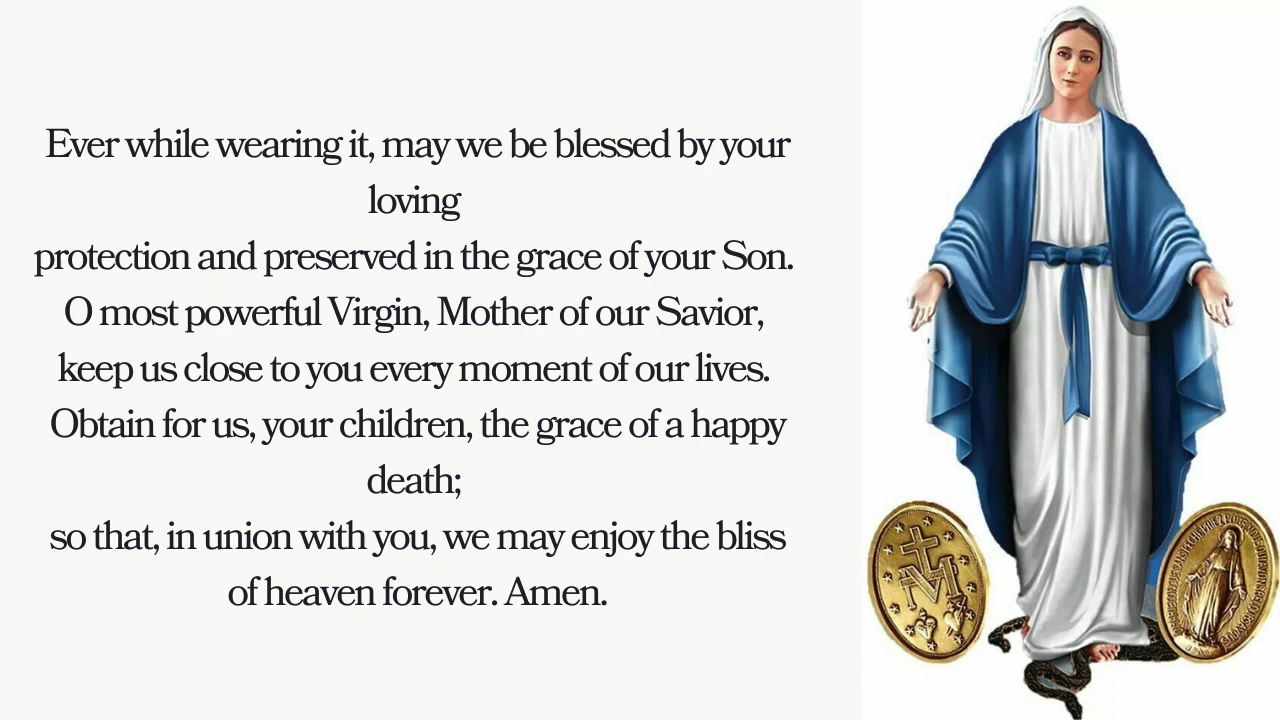 Ever while wearing it, may we be blessed by your
loving
protection and preserved in the grace of your Son.
O most powerful Virgin, Mother of our Savior,
keep us close to you every moment of our lives.
Obtain for us, your children, the grace of a happy
death;
so that, in union with you, we may enjoy the bliss
of heaven forever. Amen.